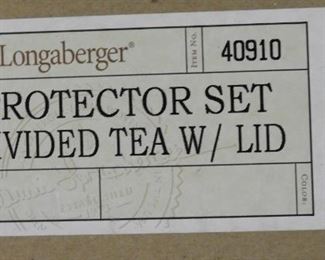 Longaberger® ITEM NO. 40910
ROTECTOR SET
VIDED TEA W/ LID
COLOR: